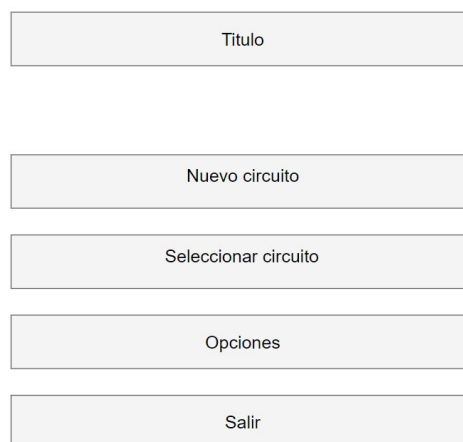 Titulo
Nuevo circuito
Seleccionar circuito
Opciones
Salir